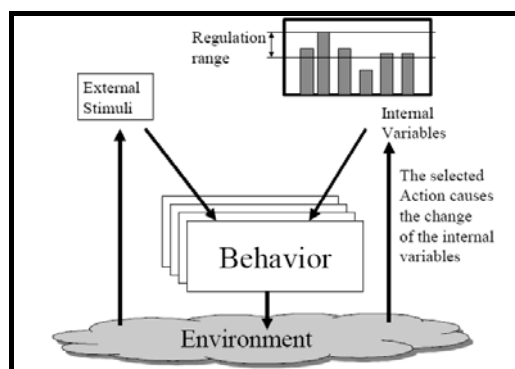 Regulation
range
External
Stimuli
Internal
Variables
The selected
Action causes
the change
of the internal
variables
Behavior
Environment